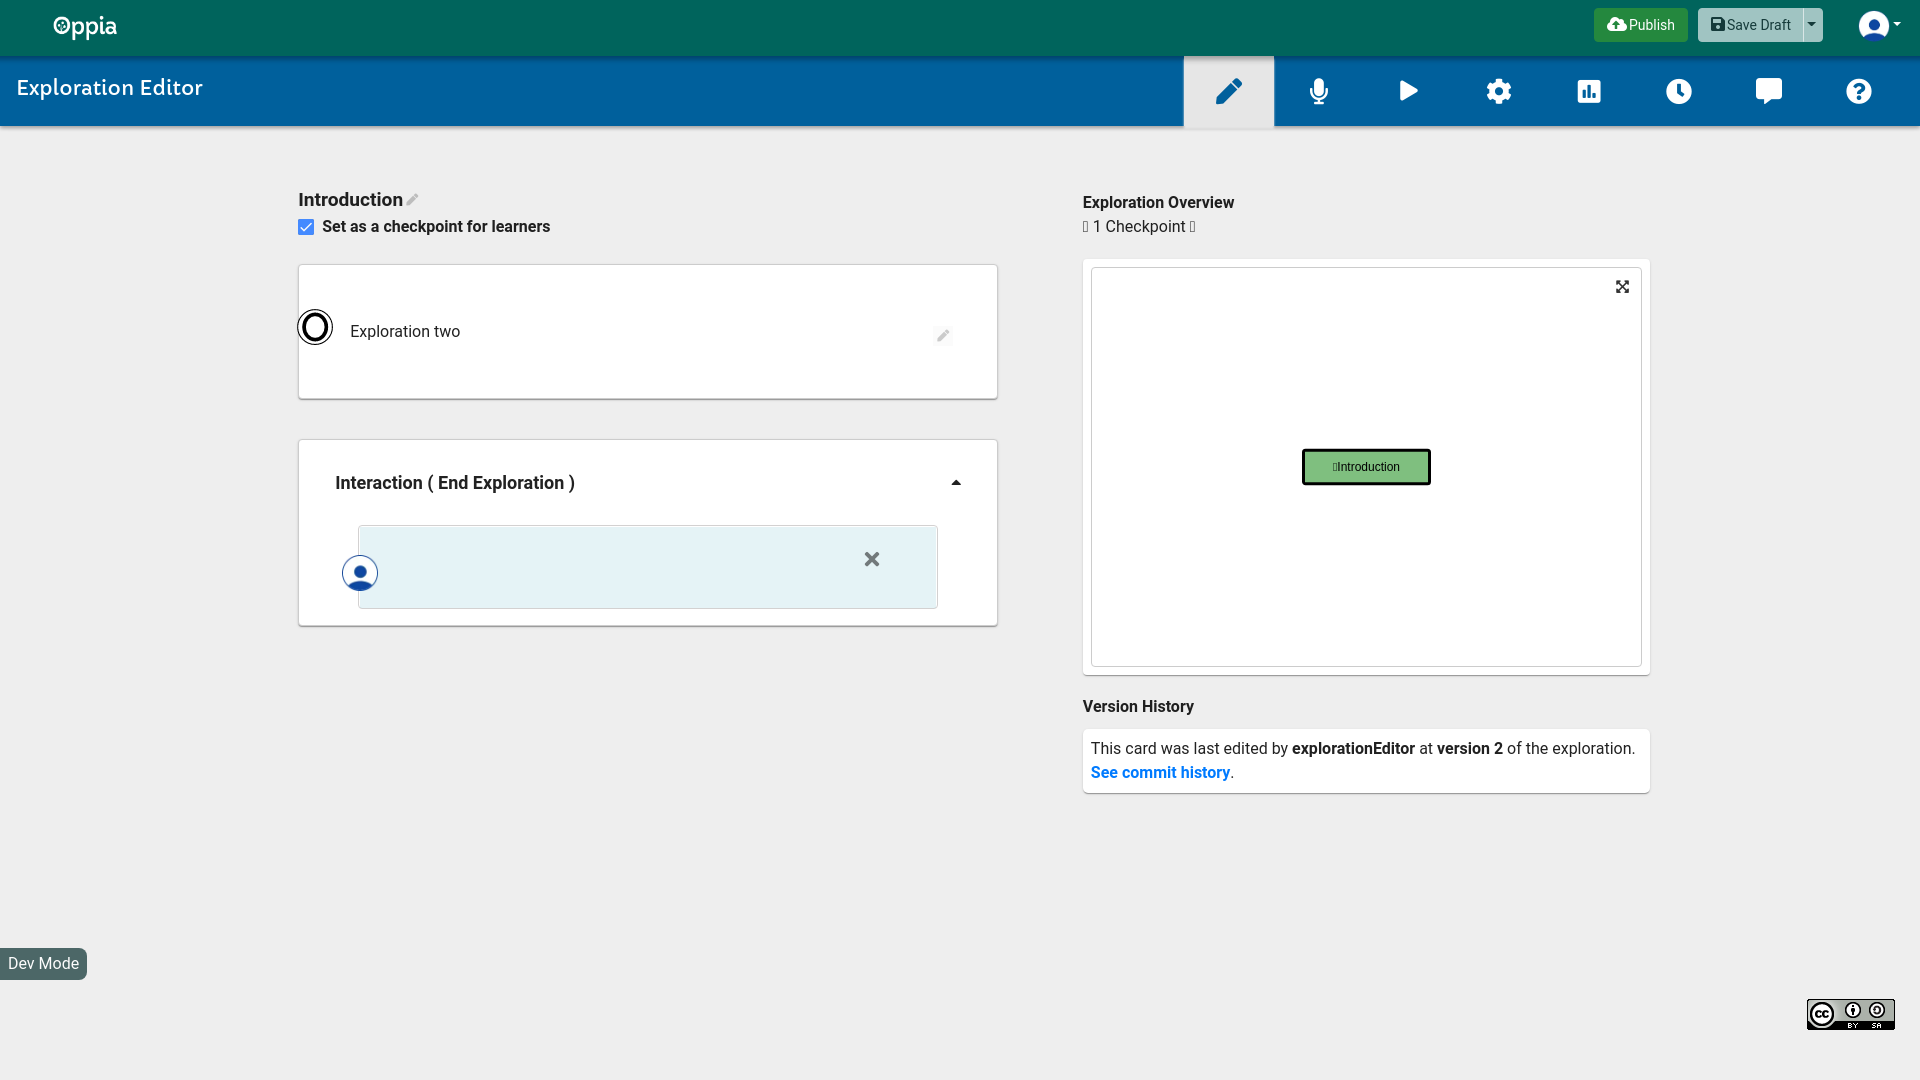 Oppia
Publish
Save Draft
Exploration Editor
Introduction
Set as a checkpoint for learners
Exploration two
Interaction ( End Exploration )
Exploration Overview
1 Checkpoint
Introduction
Version History
This card was last edited by explorationEditor at version 2 of the exploration.
See commit history.
Dev Mode
cc
BY SA